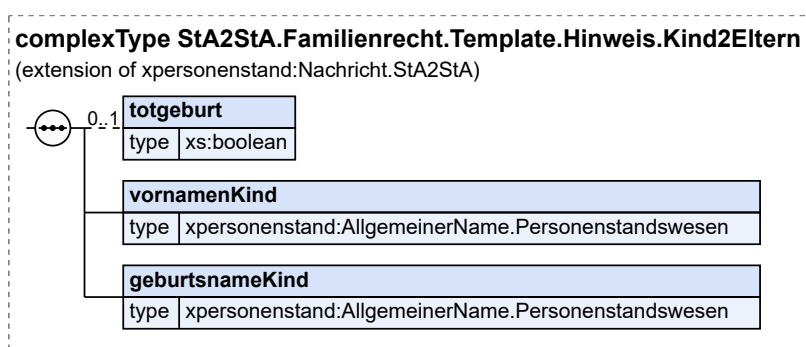 complexType StA2StA.Familienrecht.Template.Hinweis.Kind2Eltern
(extension of xpersonenstand:Nachricht.StA2StA)
0..1
totgeburt
type xs:boolean
vornamenKind
type xpersonenstand:AllgemeinerName.Personenstandswesen
geburtsnameKind
type xpersonenstand:AllgemeinerName.Personenstandswesen